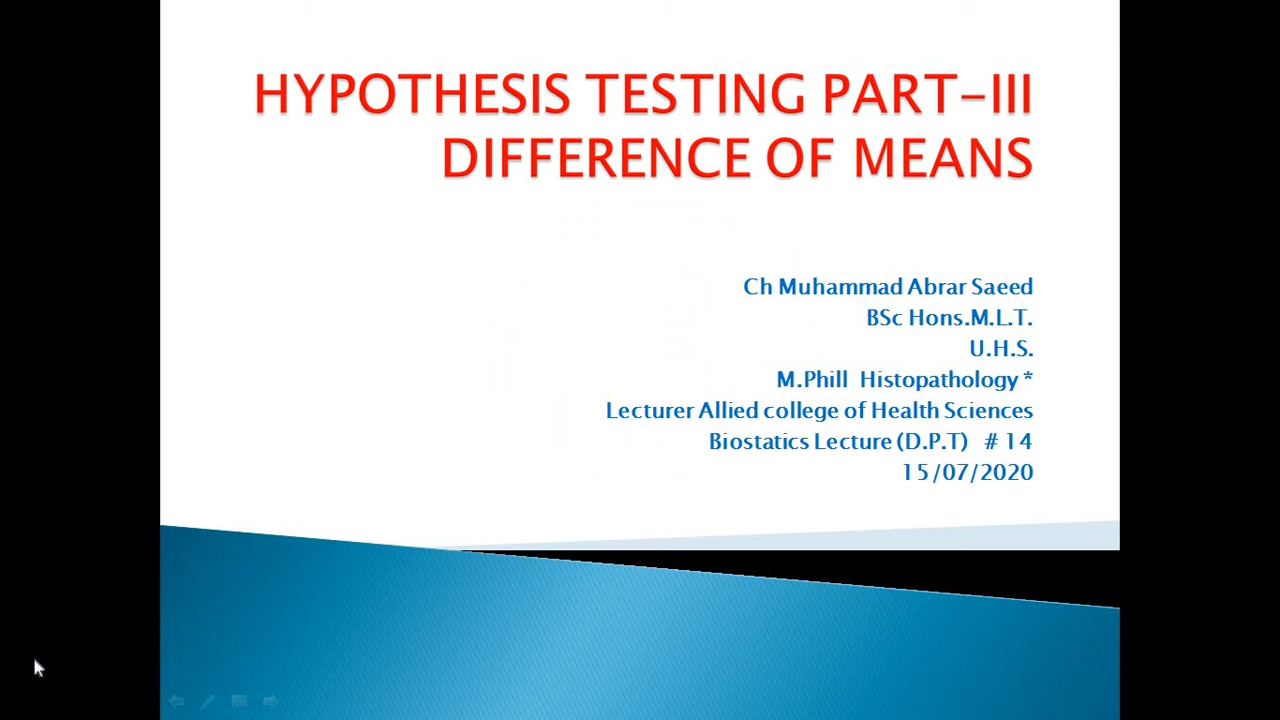 HYPOTHESIS TESTING PART-III
DIFFERENCE OF MEANS
Ch Muhammad Abrar Saeed
BSc Hons.M.L.T.
U.H.S.
M.Phill Histopathology *
Lecturer Allied college of Health Sciences
Biostatics Lecture (D.P.T) # 14
15/07/2020